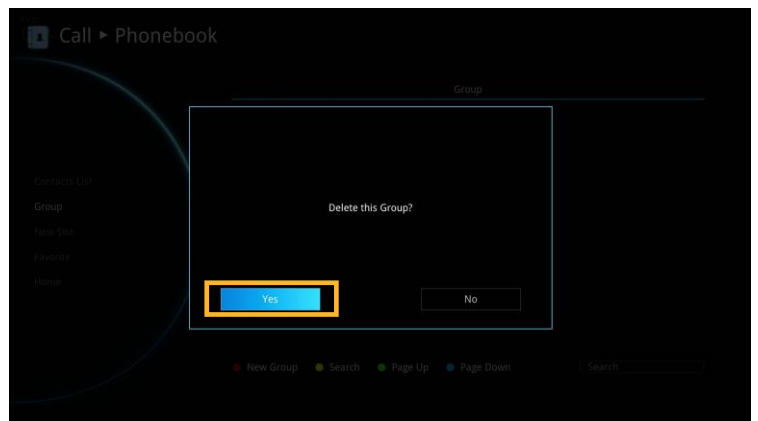 Call ▸ Phonebook
Group
Contacts List
Group
New Site
Favorite
Home
Delete this Group?
Yes
No
New Group
Search
Page Up
Page Down
Search